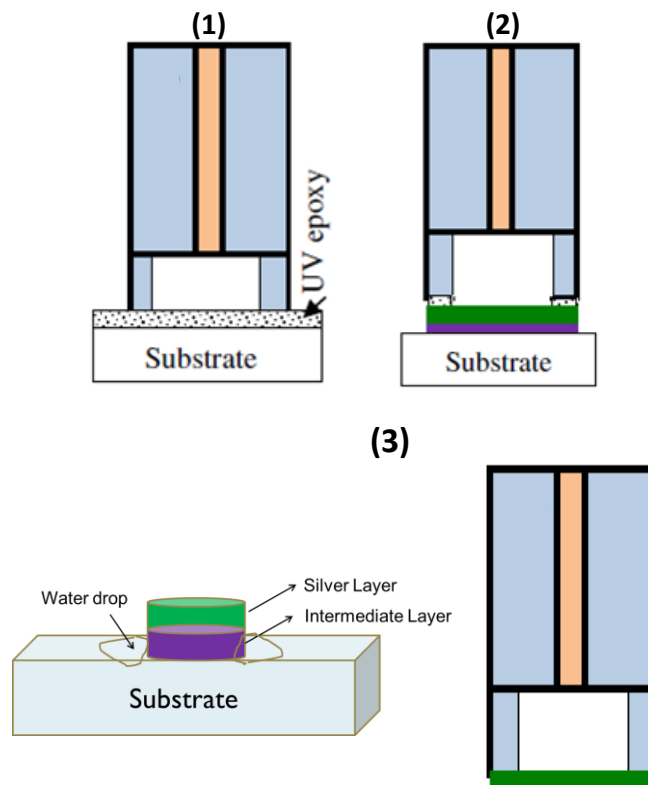 (1)
(2)
UV epoxy
Substrate
Substrate
(3)
Silver Layer
Water drop
Intermediate Layer
Substrate